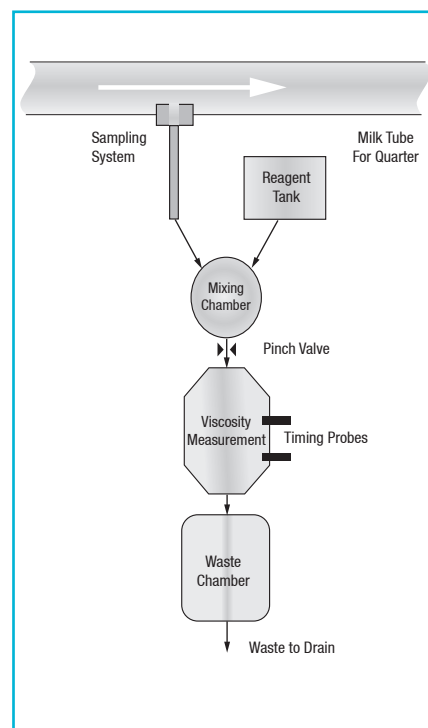 Sampling
System
Milk Tube
For Quarter
Reagent
Tank
Mixing
Chamber
Pinch Valve
Viscosity
Measurement
Timing Probes
Waste
Chamber
Waste to Drain